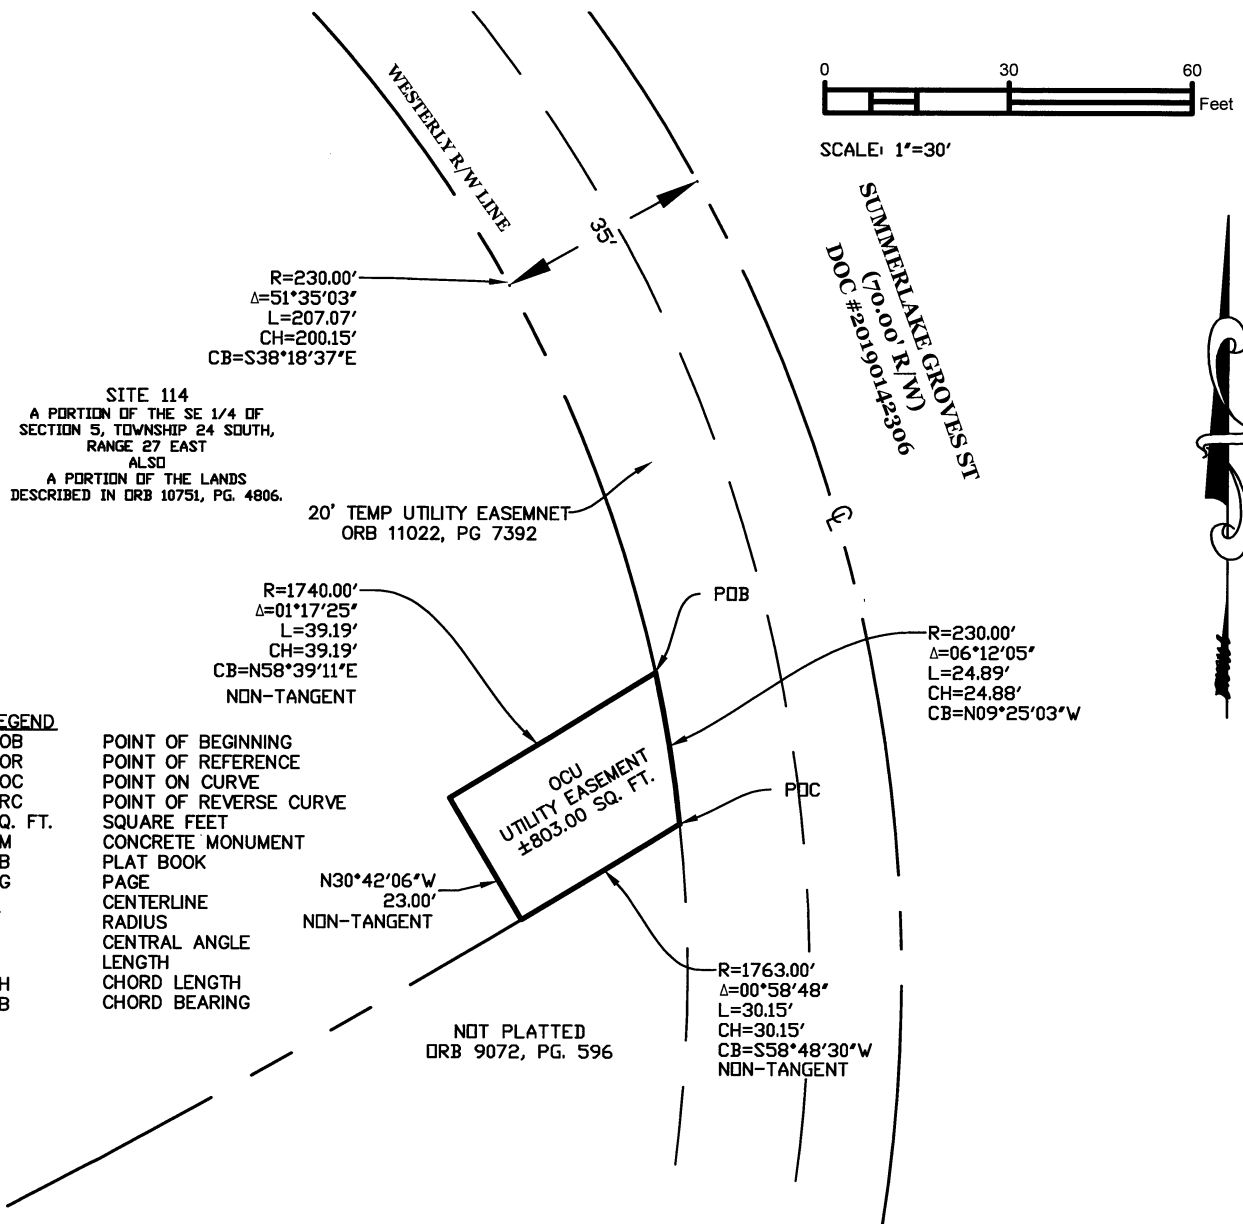 0 30 60
Feet
SCALE: 1"=30'
WESTERLY R/W LINE
35'
SUMMERLAKE GROVES ST
(70.00' R/W)
DOC #20190142306
R=230.00'
Δ=51°35'03"
L=207.07'
CH=200.15'
CB=S38°18'37"E
SITE 114
A PORTION OF THE SE 1/4 OF
SECTION 5, TOWNSHIP 24 SOUTH,
RANGE 27 EAST
ALSO
A PORTION OF THE LANDS
DESCRIBED IN ORB 10751, PG. 4806.
20' TEMP UTILITY EASEMNET
ORB 11022, PG 7392
℄
R=1740.00'
Δ=01°17'25"
L=39.19'
CH=39.19'
CB=N58°39'11"E
NON-TANGENT
POB
R=230.00'
Δ=06°12'05"
L=24.89'
CH=24.88'
CB=N09°25'03"W
OCU
UTILITY EASEMENT
±803.00 SQ. FT.
POC
EGEND
OB POINT OF BEGINNING
OR POINT OF REFERENCE
OC POINT ON CURVE
RC POINT OF REVERSE CURVE
Q. FT. SQUARE FEET
M CONCRETE MONUMENT
B PLAT BOOK
G PAGE
CENTERLINE
RADIUS
CENTRAL ANGLE
LENGTH
H CHORD LENGTH
B CHORD BEARING
N30°42'06"W
23.00'
NON-TANGENT
R=1763.00'
Δ=00°58'48"
L=30.15'
CH=30.15'
CB=S58°48'30"W
NON-TANGENT
NOT PLATTED
ORB 9072, PG. 596